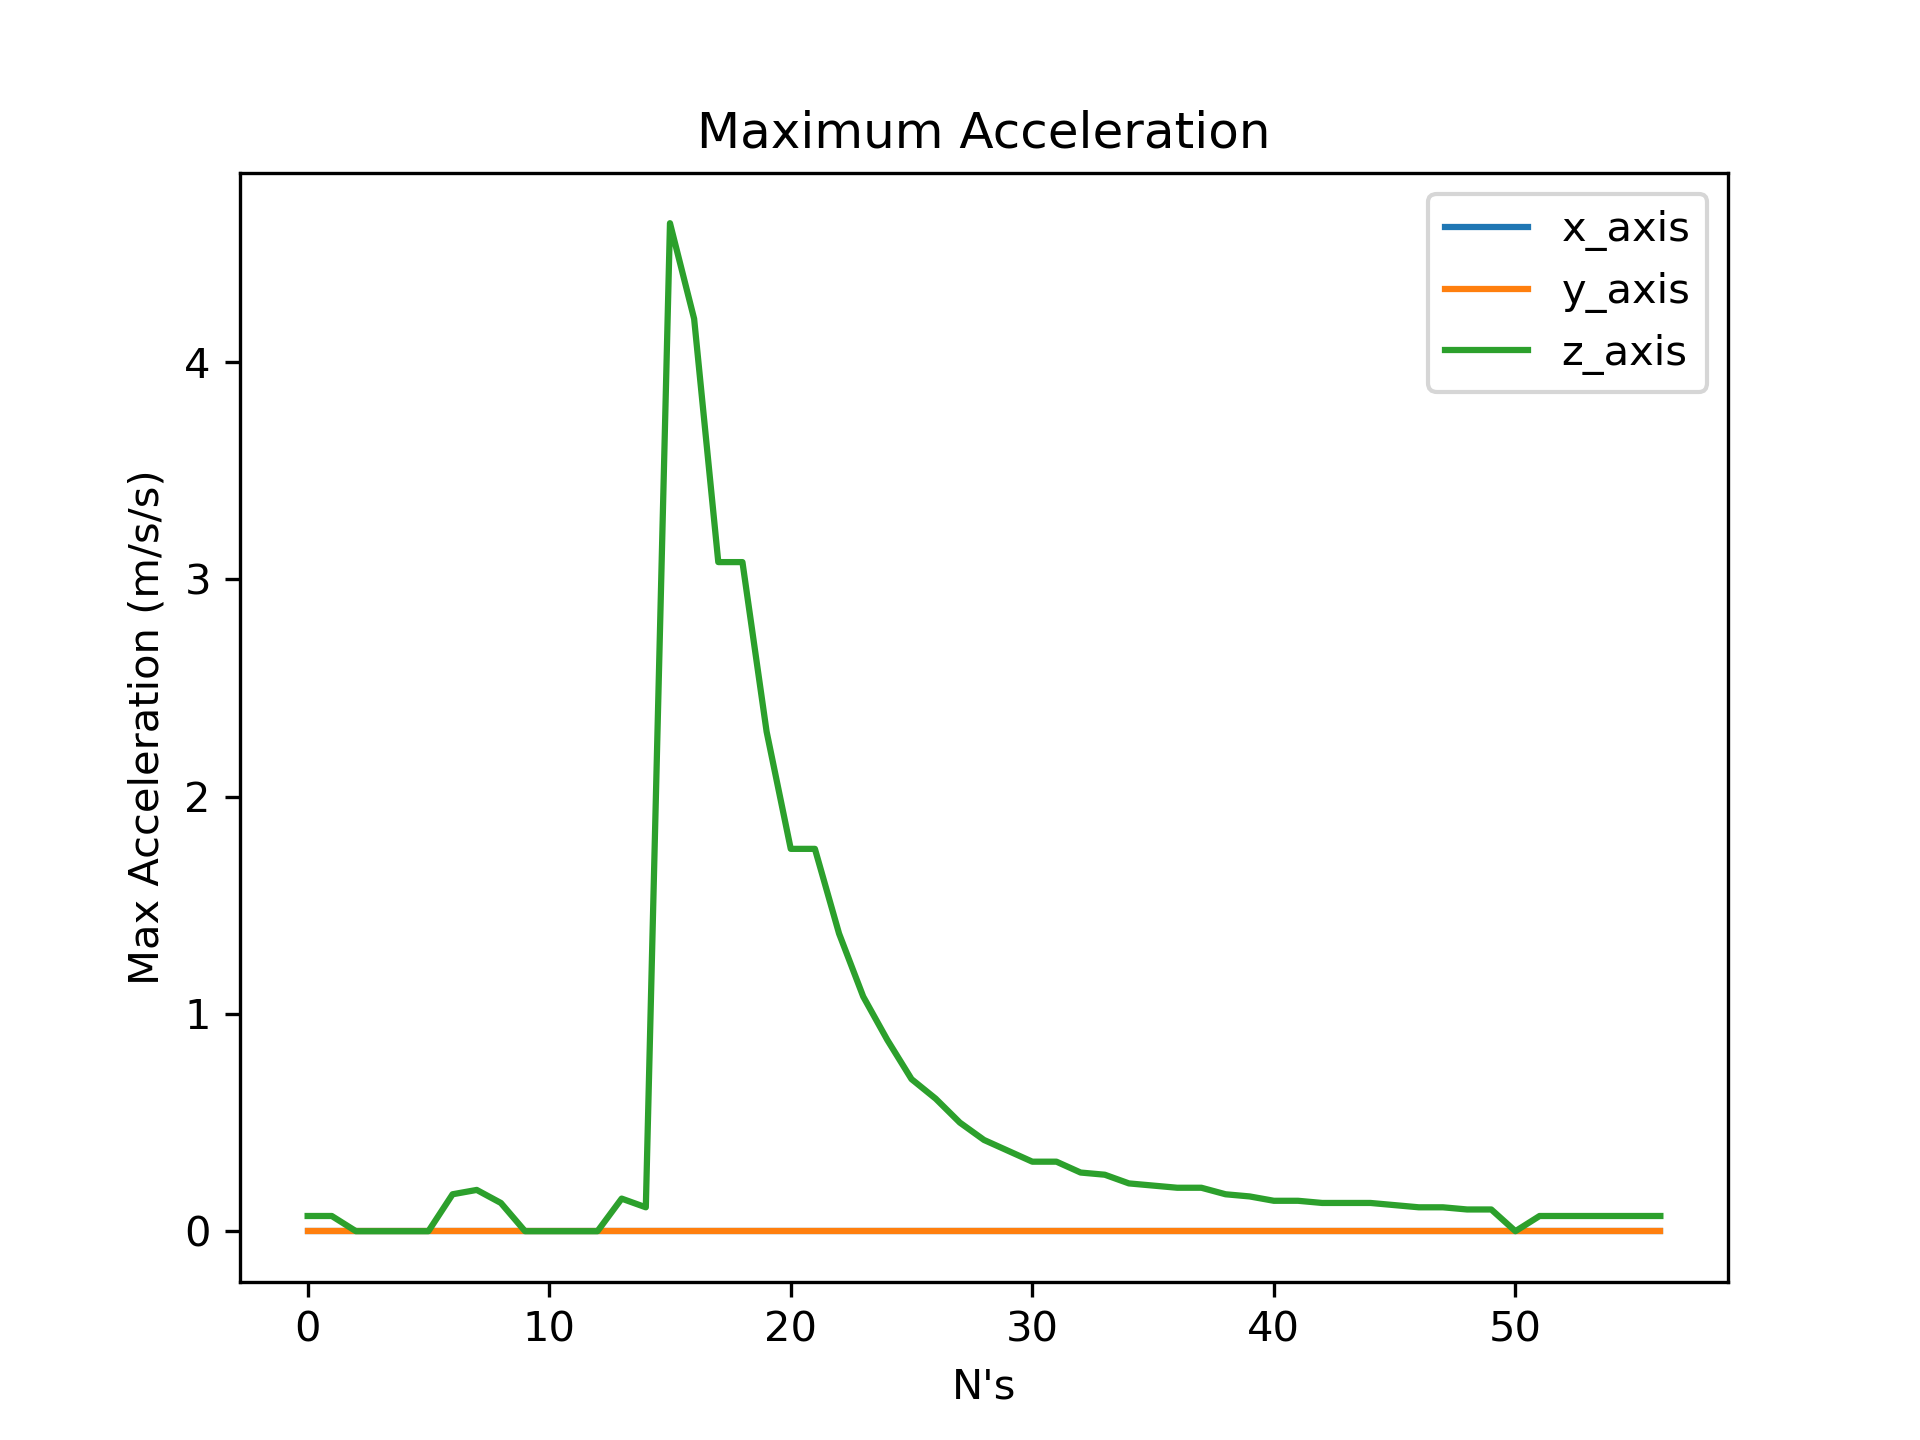 Maximum Acceleration
x_axis
y_axis
z_axis
Max Acceleration (m/s/s)
4
3
2
1
0
0 10 20 30 40 50
N's